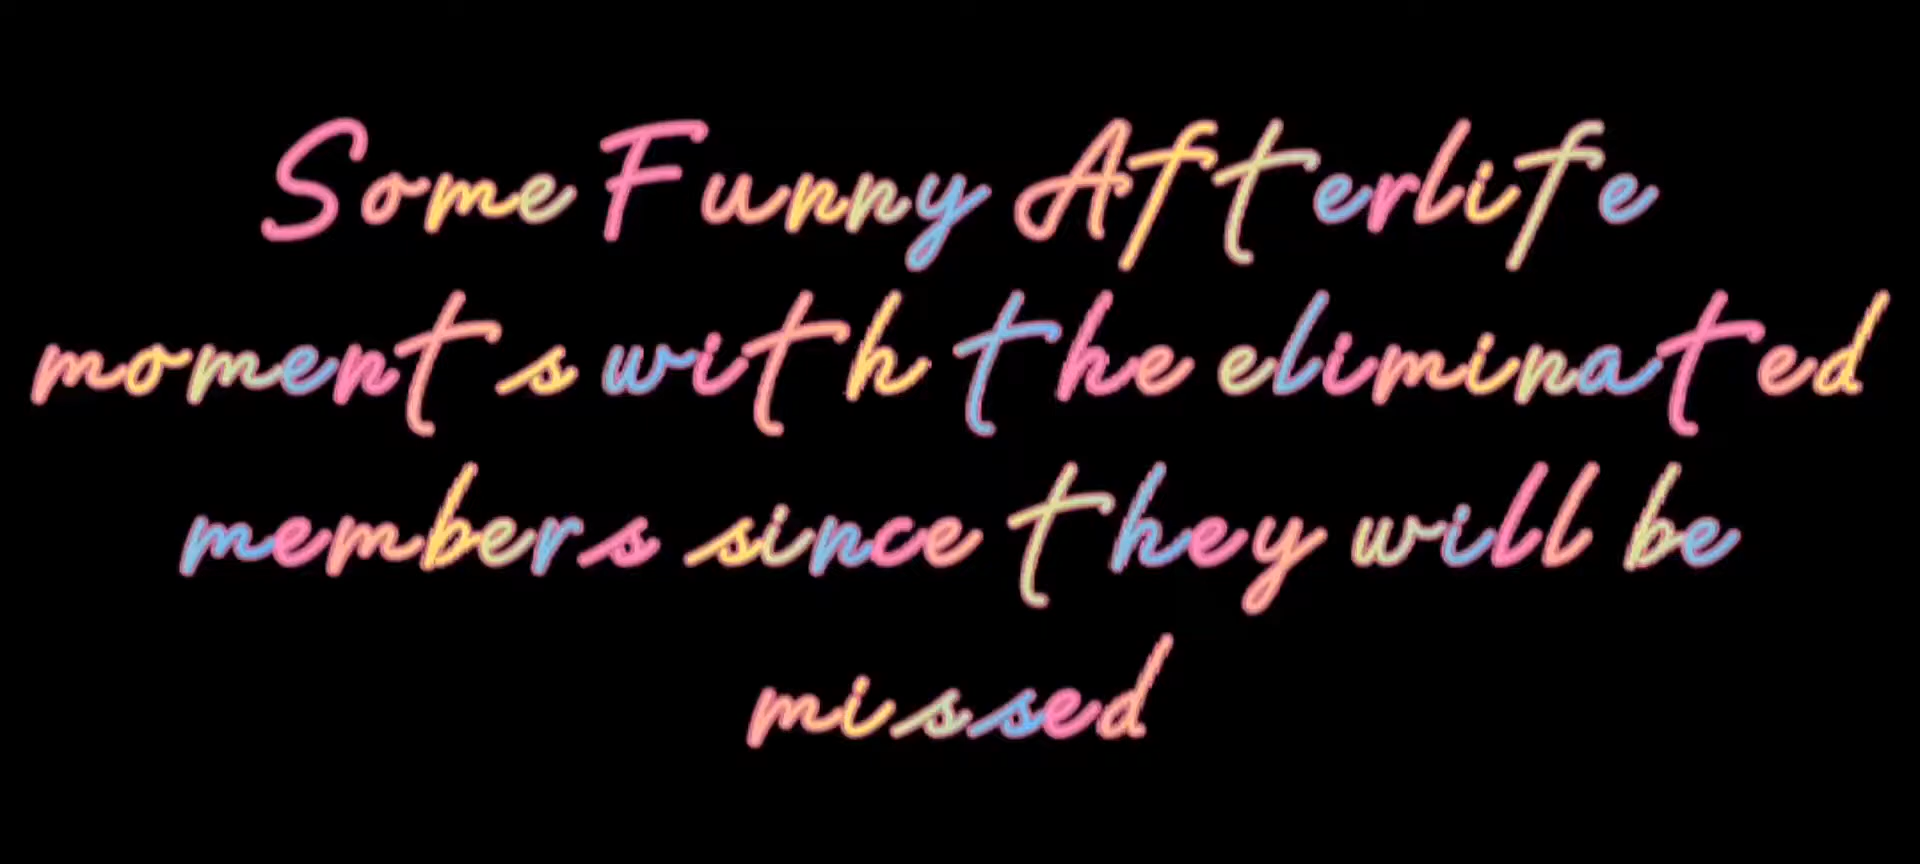 Some Funny Afterlife
moments with the eliminated
members since they will be
missed